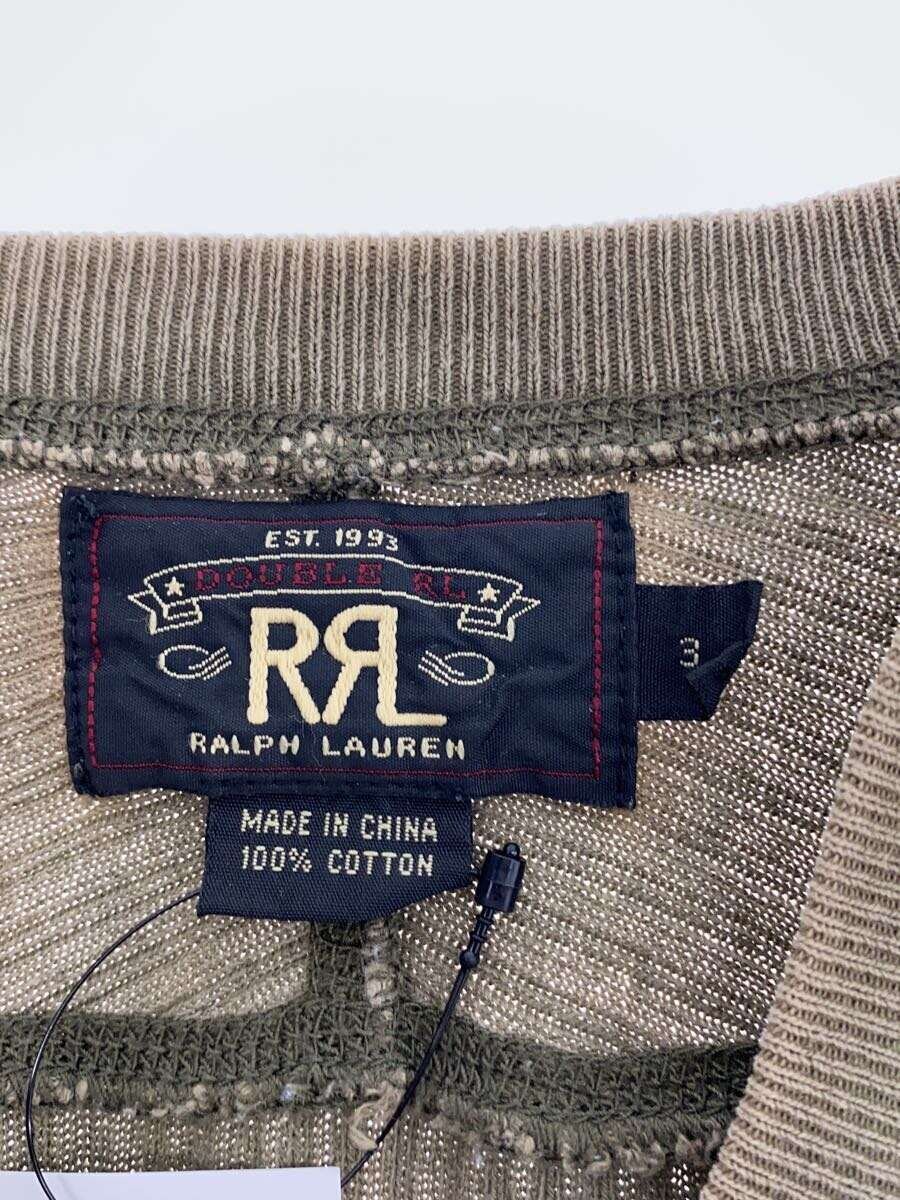 EST. 1993
DOUBLE RL
RRL
RALPH LAUREN
3
MADE IN CHINA
100% COTTON